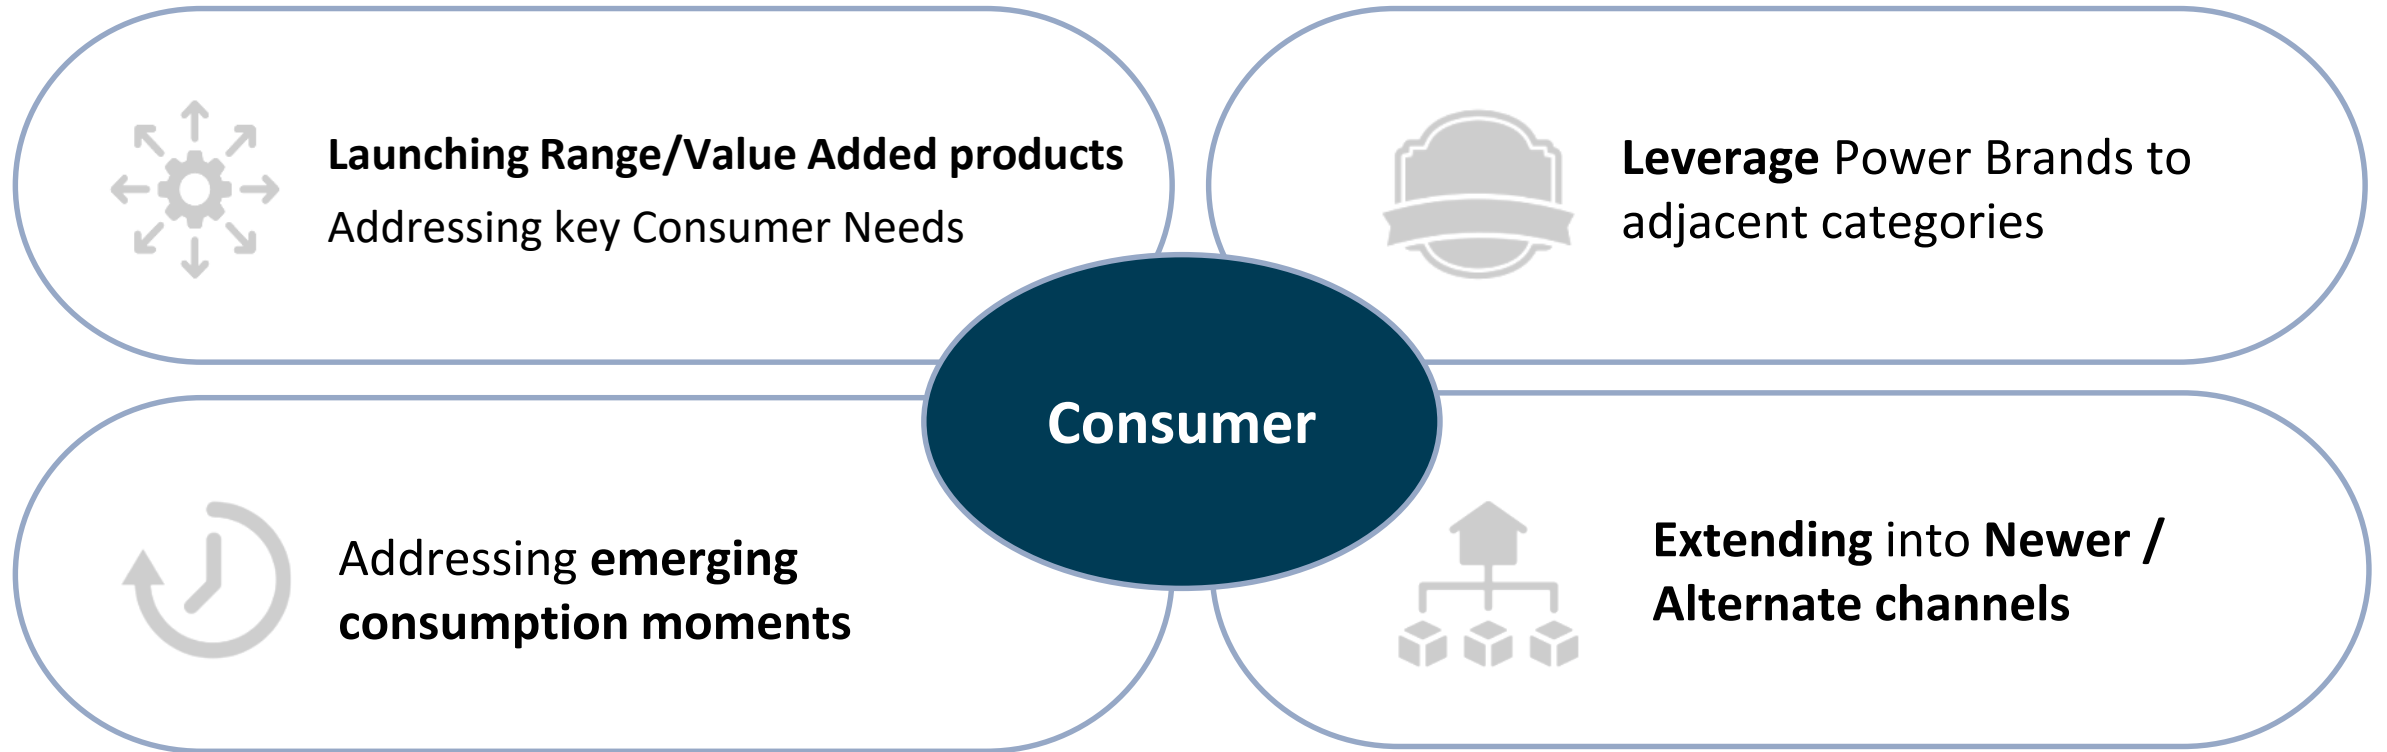 Launching Range/Value Added products
Addressing key Consumer Needs
Leverage Power Brands to
adjacent categories
Consumer
Addressing emerging
consumption moments
Extending into Newer /
Alternate channels